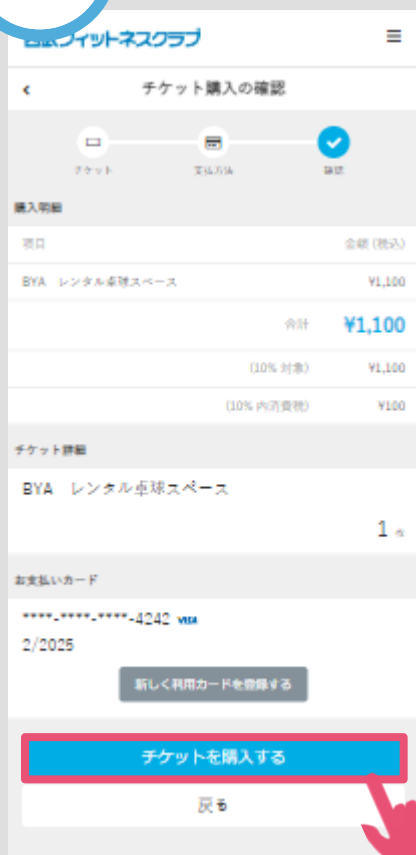 フィットネスクラブ
チケット購入の確認
チケット 支払方法 確認
購入明細
項目 金額 (税込)
BYA レンタル卓球スペース ¥1,100
合計 ¥1,100
(10% 対象) ¥1,100
(10% 内消費税) ¥100
チケット詳細
BYA レンタル卓球スペース
1
お支払いカード
****-****-****-4242 VISA
2/2025
新しく利用カードを登録する
チケットを購入する
戻る